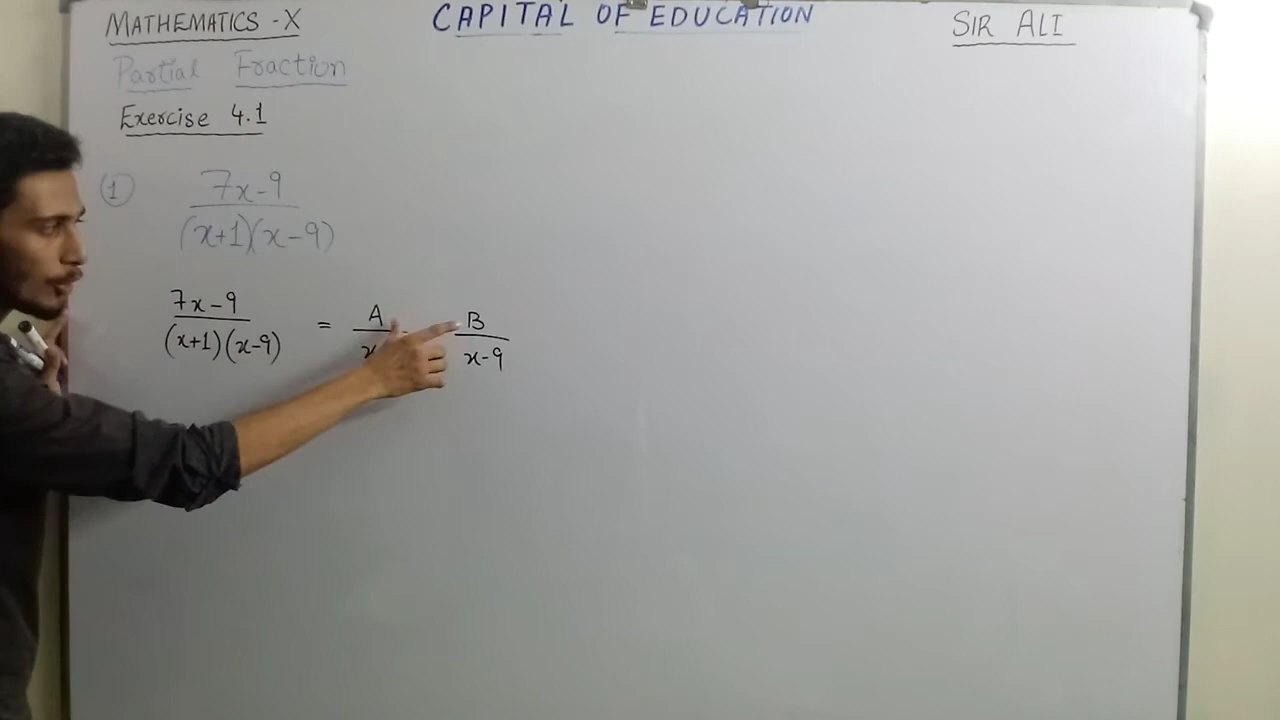 MATHEMATICS - X
CAPITAL OF EDUCATION
SIR ALI
Partial Fraction
Exercise 4.1
① 7x-9
(x+1)(x-9)
7x-9
(x+1)(x-9)
= A B
x x-9